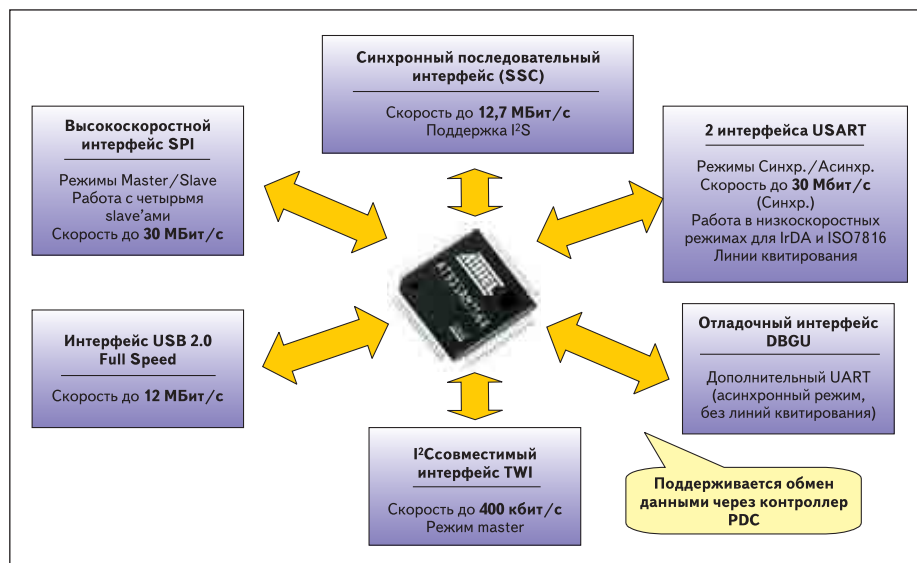 Синхронный последовательный
интерфейс (SSC)
Скорость до 12,7 МБит/с
Поддержка I²S
Высокоскоростной
интерфейс SPI
Режимы Master/Slave
Работа с четырьмя
slave'ами
Скорость до 30 МБит/с
2 интерфейса USART
Режимы Синхр./Асинхр.
Скорость до 30 Мбит/с
(Синхр.)
Работа в низкоскоростных
режимах для IrDA и ISO7816
Линии квитирования
ATMEL
Интерфейс USB 2.0
Full Speed
Скорость до 12 МБит/с
Отладочный интерфейс
DBGU
Дополнительный UART
(асинхронный режим,
без линий квитирования)
I²Cсовместимый
интерфейс TWI
Скорость до 400 кбит/с
Режим master
Поддерживается обмен
данными через контроллер
PDC